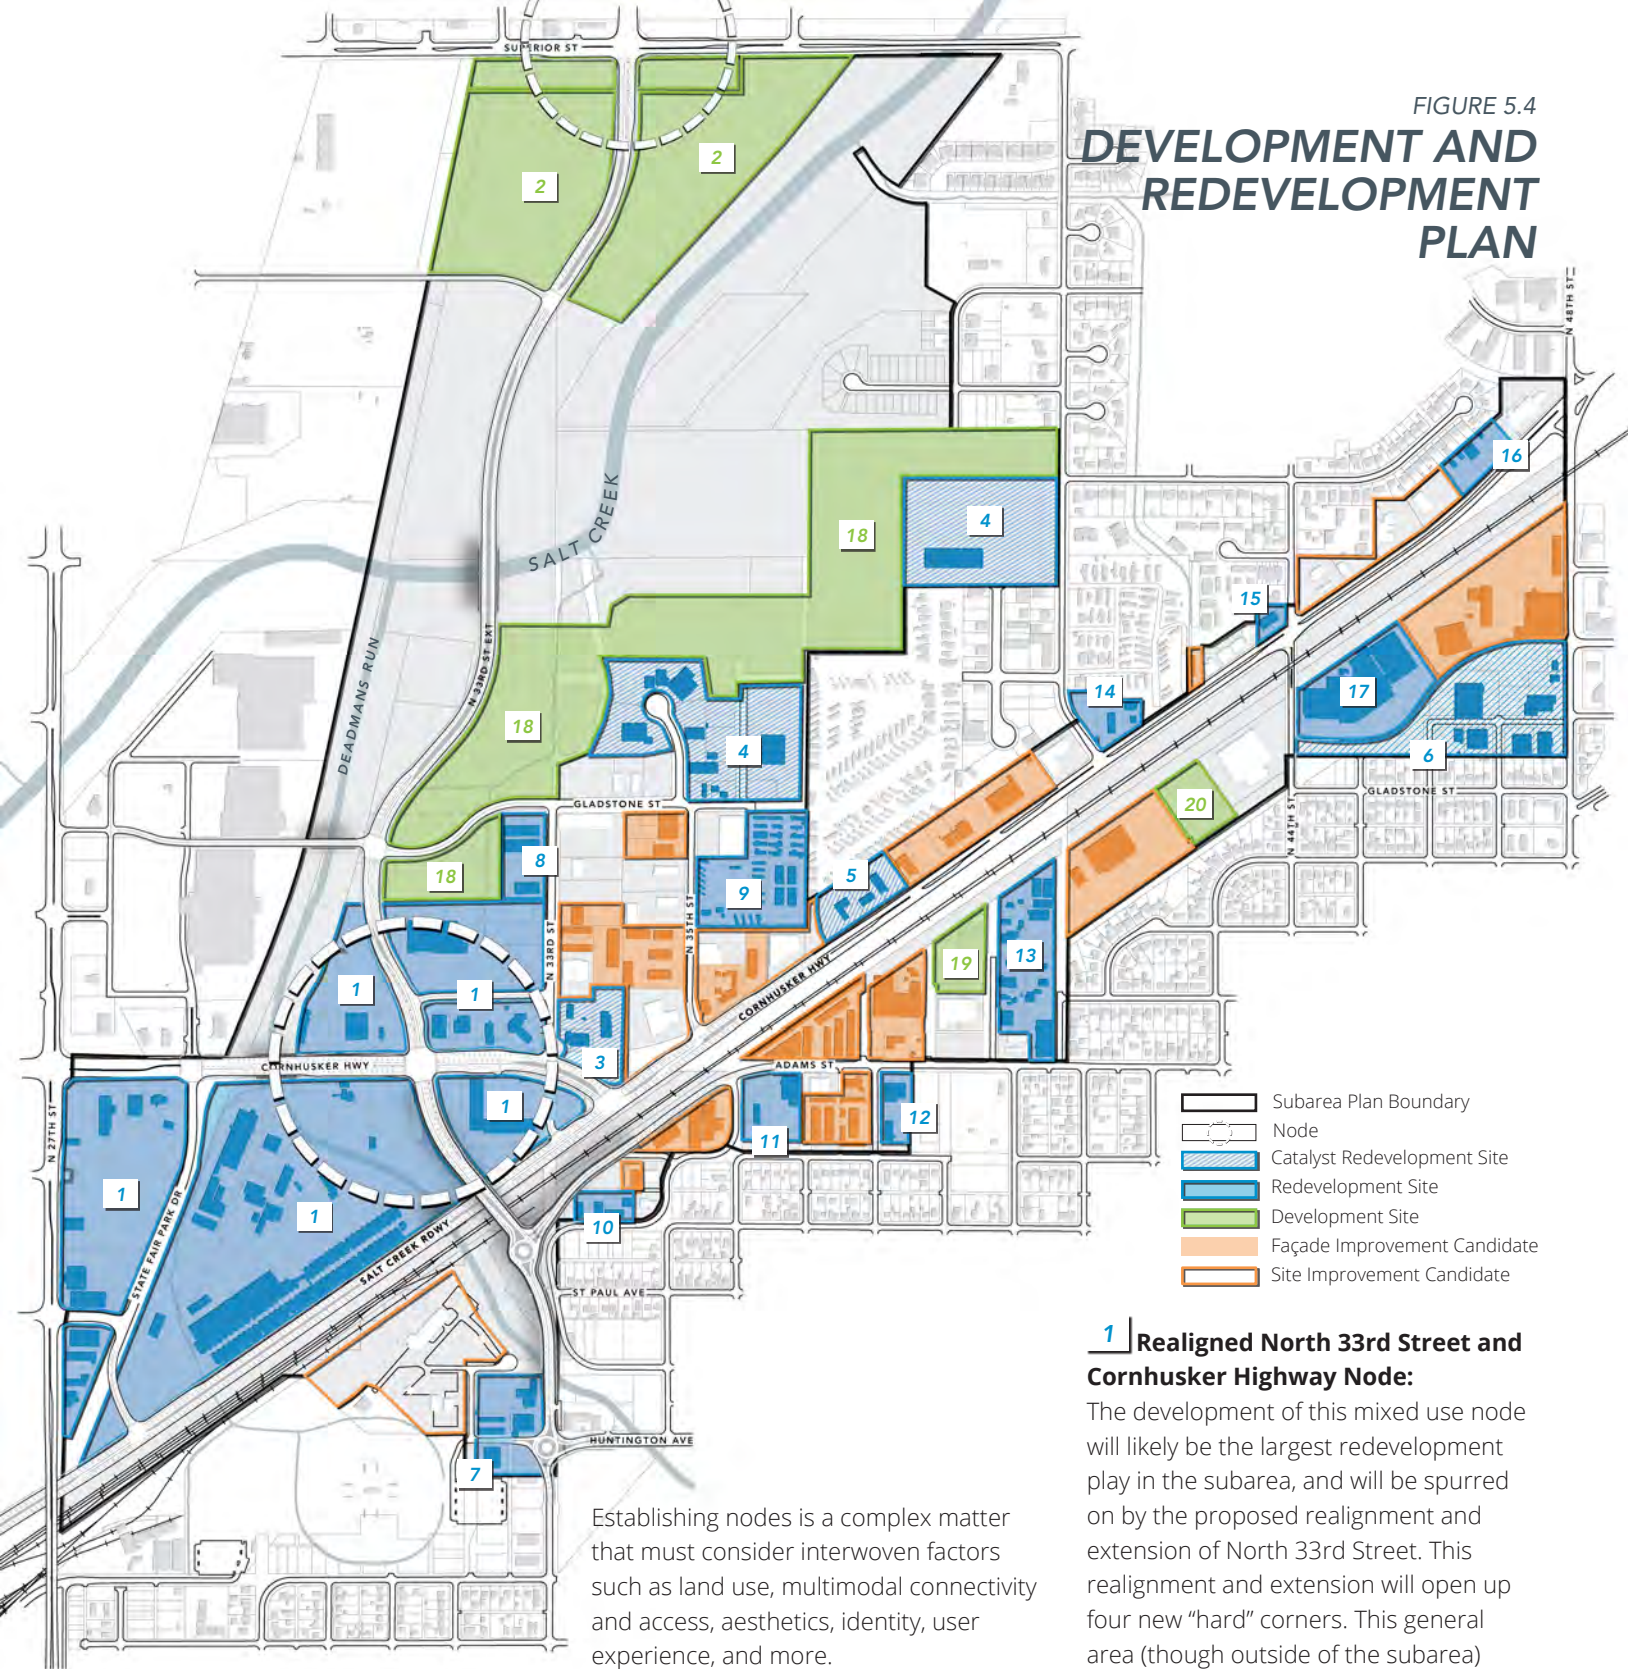 FIGURE 5.4
DEVELOPMENT AND
REDEVELOPMENT
PLAN
SUPERIOR ST
2
2
N 48TH ST
16
SALT CREEK
4
18
15
DEADMANS RUN
N 33RD ST EXT
14
17
18
4
6
GLADSTONE ST
GLADSTONE ST
20
N 44TH ST
8
18
5
9
N 33RD ST
N 35TH ST
13
19
1
1
CORNHUSKER HWY
3
CORNHUSKER HWY
ADAMS ST
N 27TH ST
1
12
11
1
STATE FAIR PARK DR
1
10
SALT CREEK RDWY
ST PAUL AVE
HUNTINGTON AVE
7
Subarea Plan Boundary
Node
Catalyst Redevelopment Site
Redevelopment Site
Development Site
Façade Improvement Candidate
Site Improvement Candidate
Establishing nodes is a complex matter
that must consider interwoven factors
such as land use, multimodal connectivity
and access, aesthetics, identity, user
experience, and more.
1 Realigned North 33rd Street and
Cornhusker Highway Node:
The development of this mixed use node
will likely be the largest redevelopment
play in the subarea, and will be spurred
on by the proposed realignment and
extension of North 33rd Street. This
realignment and extension will open up
four new “hard” corners. This general
area (though outside of the subarea)